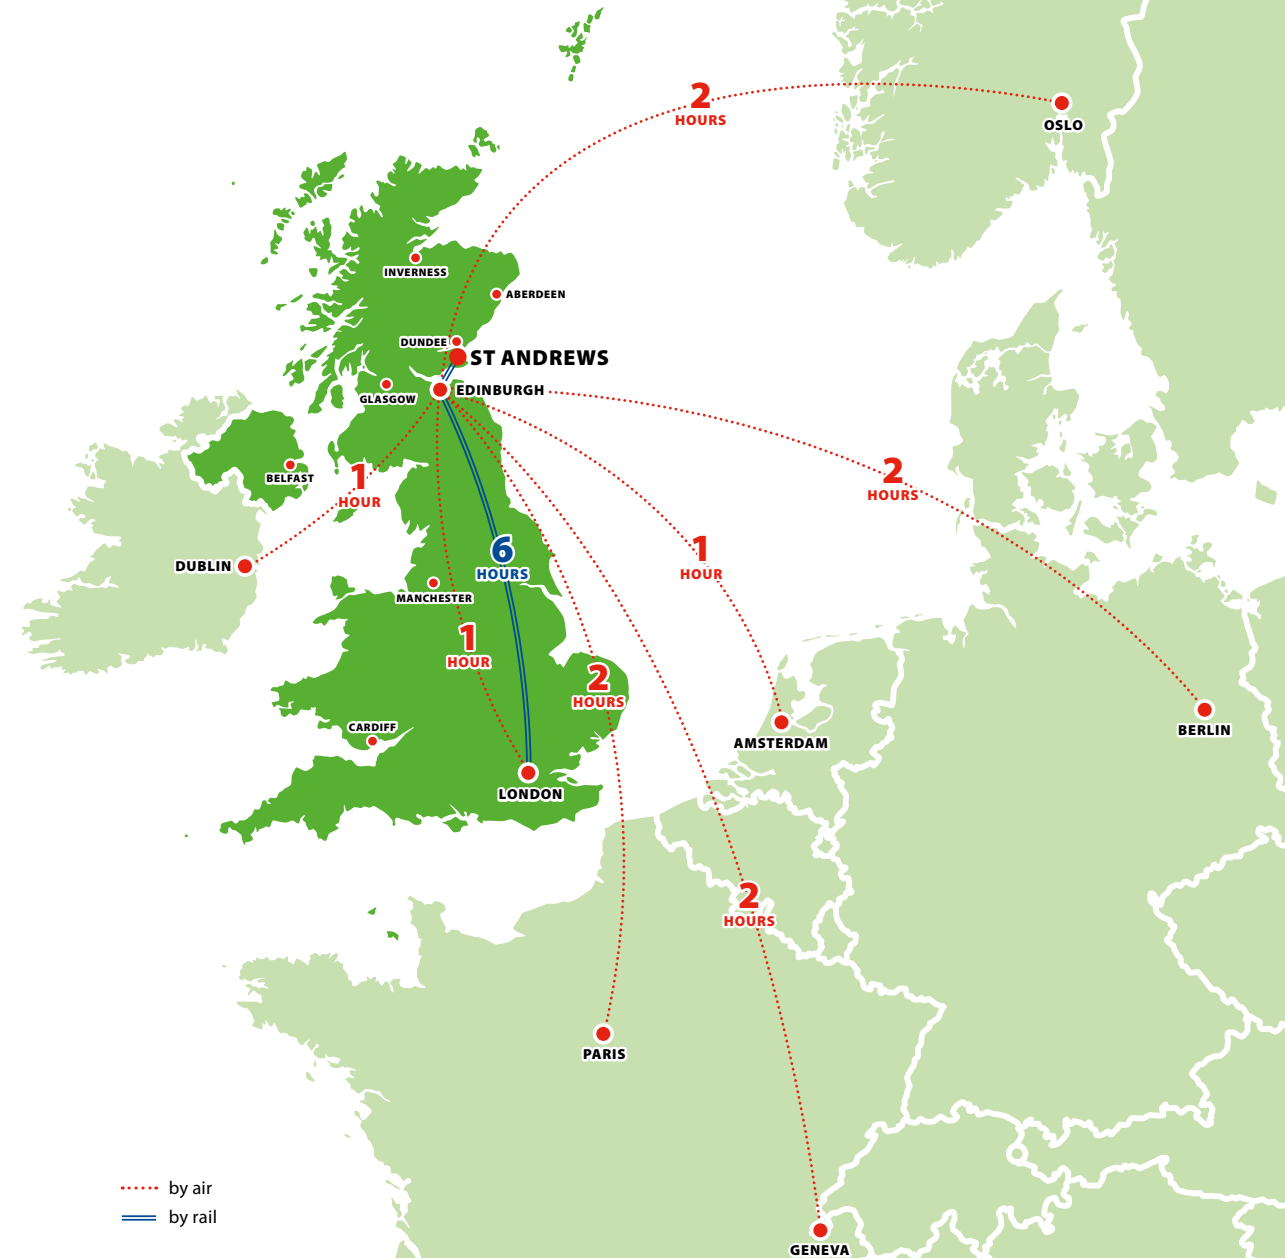 2
HOURS
OSLO
INVERNESS
ABERDEEN
DUNDEE
ST ANDREWS
EDINBURGH
GLASGOW
BELFAST
1
HOUR
2
HOURS
DUBLIN
6
HOURS
1
HOUR
MANCHESTER
1
HOUR
2
HOURS
CARDIFF
LONDON
AMSTERDAM
BERLIN
2
HOURS
PARIS
by air
by rail
GENEVA